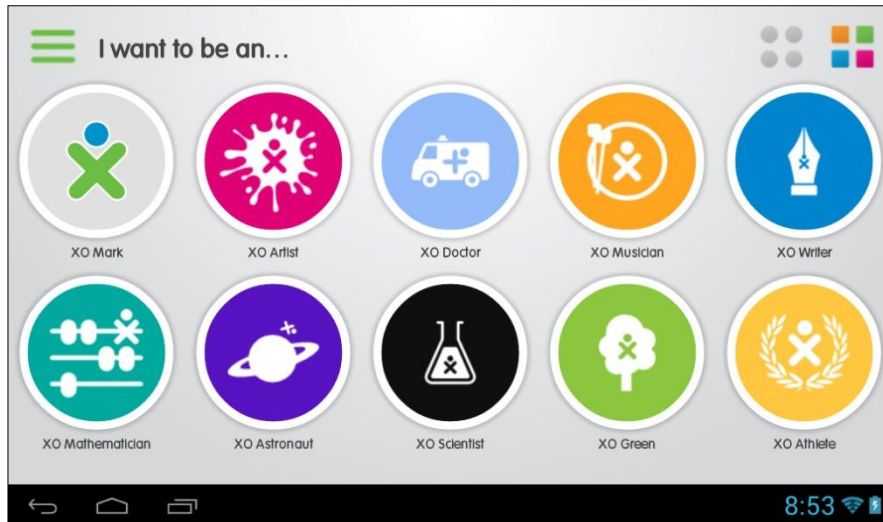 I want to be an...
XO Mark XO Artist XO Doctor XO Musician XO Writer
XO Mathematician XO Astronaut XO Scientist XO Green XO Athlete
8:53